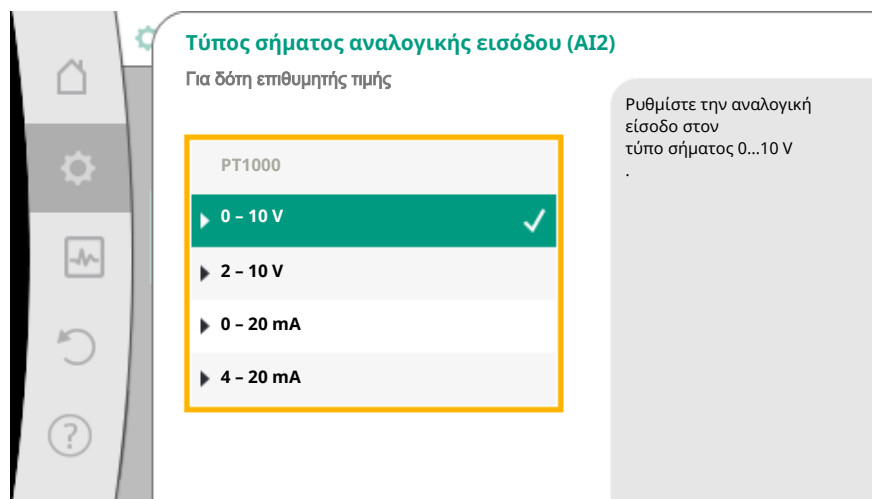 Τύπος σήματος αναλογικής εισόδου (AI2)
Για δότη επιθυμητής τιμής
PT1000
0 – 10 V
2 – 10 V
0 – 20 mA
4 – 20 mA
Ρυθμίστε την αναλογική
είσοδο στον
τύπο σήματος 0...10 V
.
?